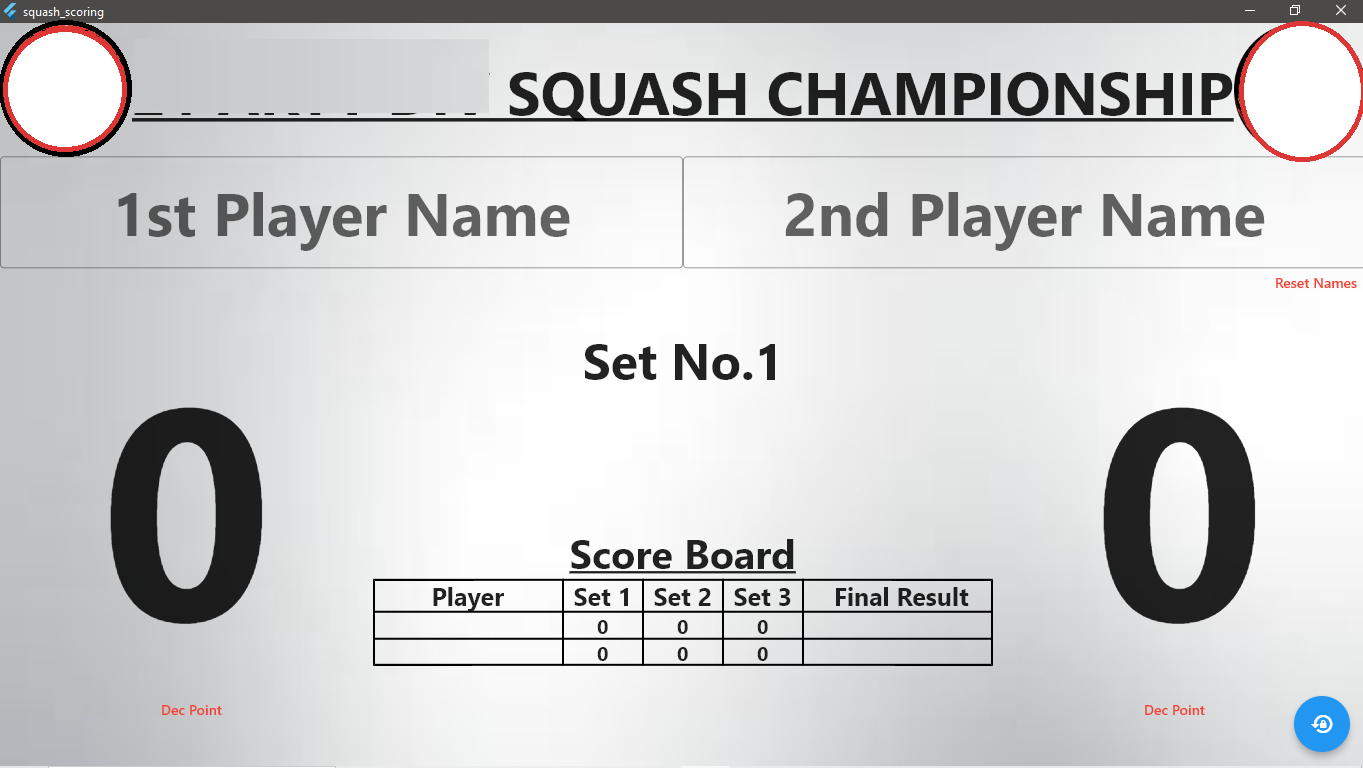 squash_scoring
SQUASH CHAMPIONSHIP
1st Player Name
2nd Player Name
Reset Names
Set No.1
0
0
Score Board
Player Set 1 Set 2 Set 3 Final Result
0 0 0
0 0 0
Dec Point
Dec Point